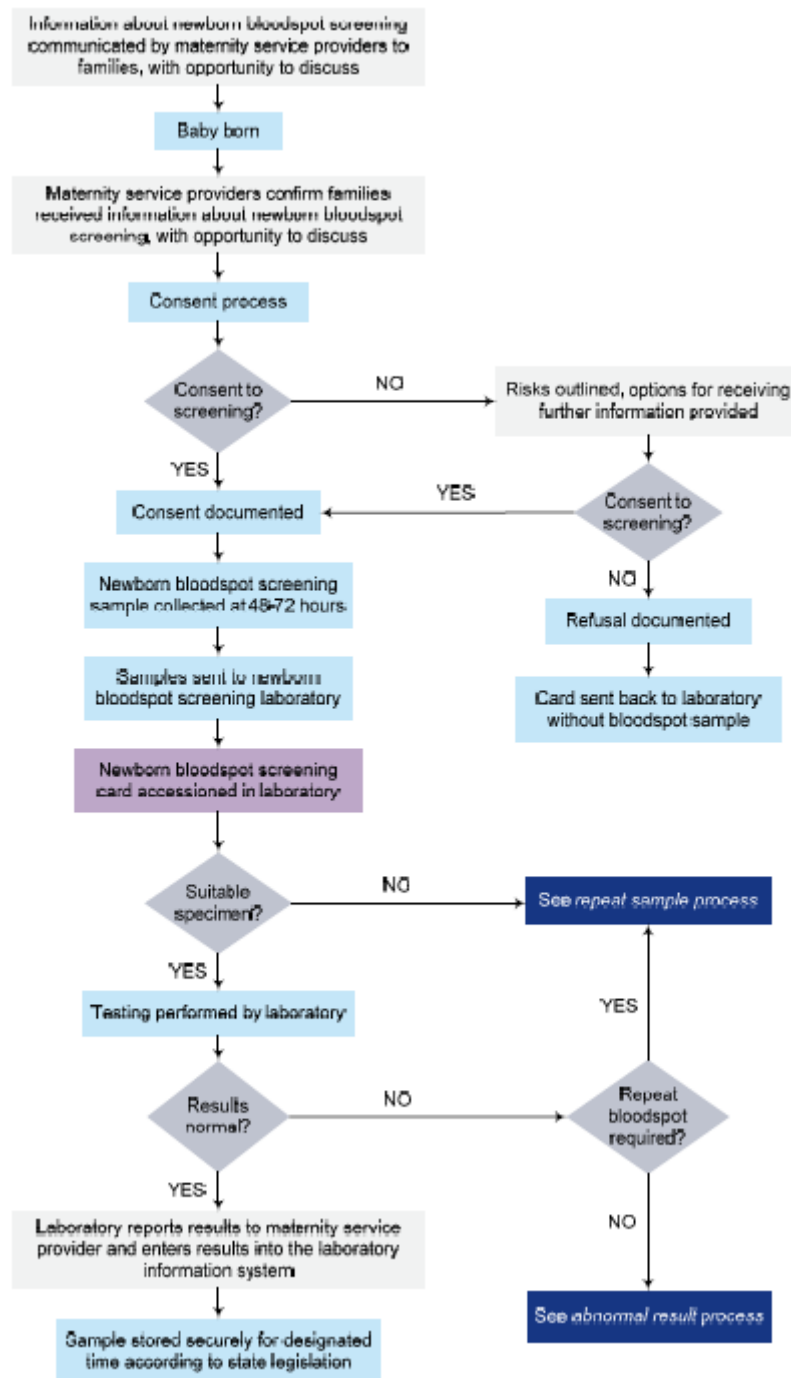 Information about newborn bloodspot screening
communicated by maternity service providers to
families, with opportunity to discuss
Baby born
Maternity service providers confirm families
received information about newborn bloodspot
screening, with opportunity to discuss
Consent process
Consent to
screening?
NO
Risks outlined, options for receiving
further information provided
YES
Consent documented
YES
Consent to
screening?
NO
Newborn bloodspot screening
sample collected at 48-72 hours
Refusal documented
Samples sent to newborn
bloodspot screening laboratory
Card sent back to laboratory
without bloodspot sample
Newborn bloodspot screening
card accessioned in laboratory
Suitable
specimen?
NO
See repeat sample process
YES
Testing performed by laboratory
YES
Results
normal?
NO
Repeat
bloodspot
required?
YES
NO
Laboratory reports results to maternity service
provider and enters results into the laboratory
information system
See abnormal result process
Sample stored securely for designated
time according to state legislation